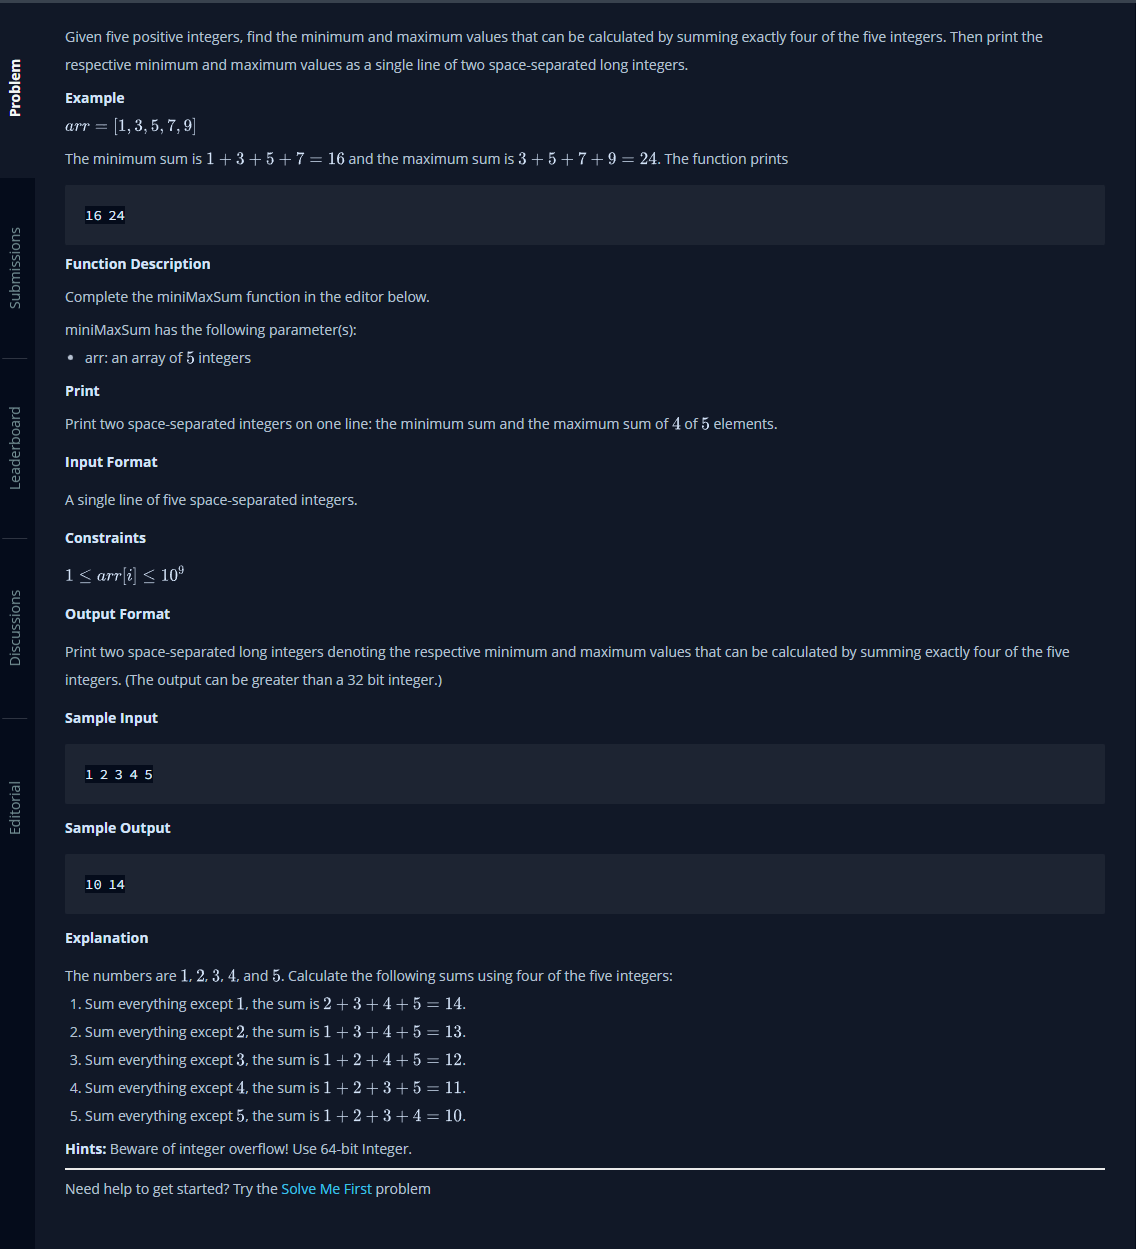 Problem
Submissions
Leaderboard
Discussions
Editorial
Given five positive integers, find the minimum and maximum values that can be calculated by summing exactly four of the five integers. Then print the
respective minimum and maximum values as a single line of two space-separated long integers.
Example
arr = [1, 3, 5, 7, 9]
The minimum sum is 1 + 3 + 5 + 7 = 16 and the maximum sum is 3 + 5 + 7 + 9 = 24. The function prints
16 24
Function Description
Complete the miniMaxSum function in the editor below.
miniMaxSum has the following parameter(s):
• arr: an array of 5 integers
Print
Print two space-separated integers on one line: the minimum sum and the maximum sum of 4 of 5 elements.
Input Format
A single line of five space-separated integers.
Constraints
1 ≤ arr[i] ≤ 10⁹
Output Format
Print two space-separated long integers denoting the respective minimum and maximum values that can be calculated by summing exactly four of the five
integers. (The output can be greater than a 32 bit integer.)
Sample Input
1 2 3 4 5
Sample Output
10 14
Explanation
The numbers are 1, 2, 3, 4, and 5. Calculate the following sums using four of the five integers:
1. Sum everything except 1, the sum is 2 + 3 + 4 + 5 = 14.
2. Sum everything except 2, the sum is 1 + 3 + 4 + 5 = 13.
3. Sum everything except 3, the sum is 1 + 2 + 4 + 5 = 12.
4. Sum everything except 4, the sum is 1 + 2 + 3 + 5 = 11.
5. Sum everything except 5, the sum is 1 + 2 + 3 + 4 = 10.
Hints: Beware of integer overflow! Use 64-bit Integer.
Need help to get started? Try the Solve Me First problem